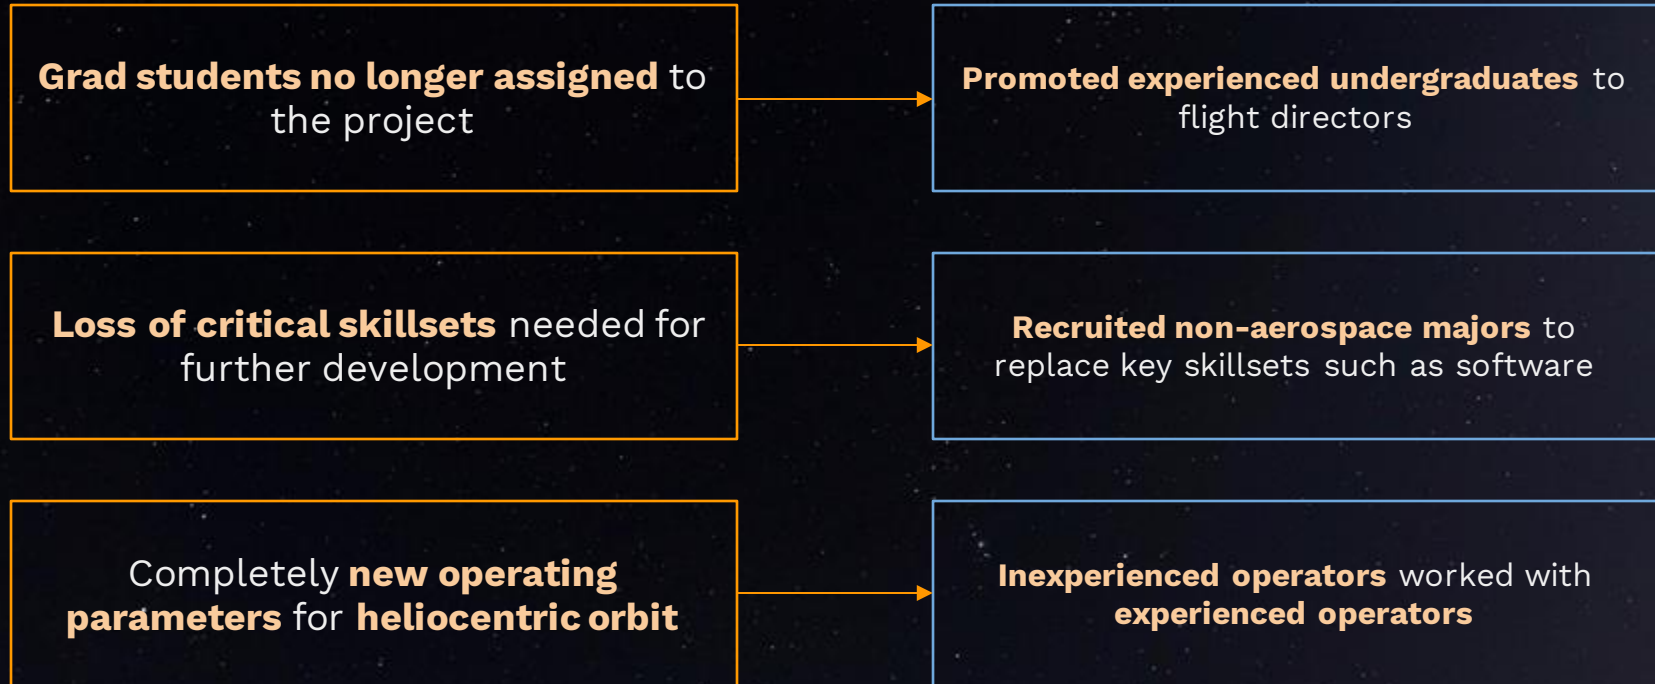 Grad students no longer assigned to
the project
Promoted experienced undergraduates to
flight directors
Loss of critical skillsets needed for
further development
Recruited non-aerospace majors to
replace key skillsets such as software
Completely new operating
parameters for heliocentric orbit
Inexperienced operators worked with
experienced operators